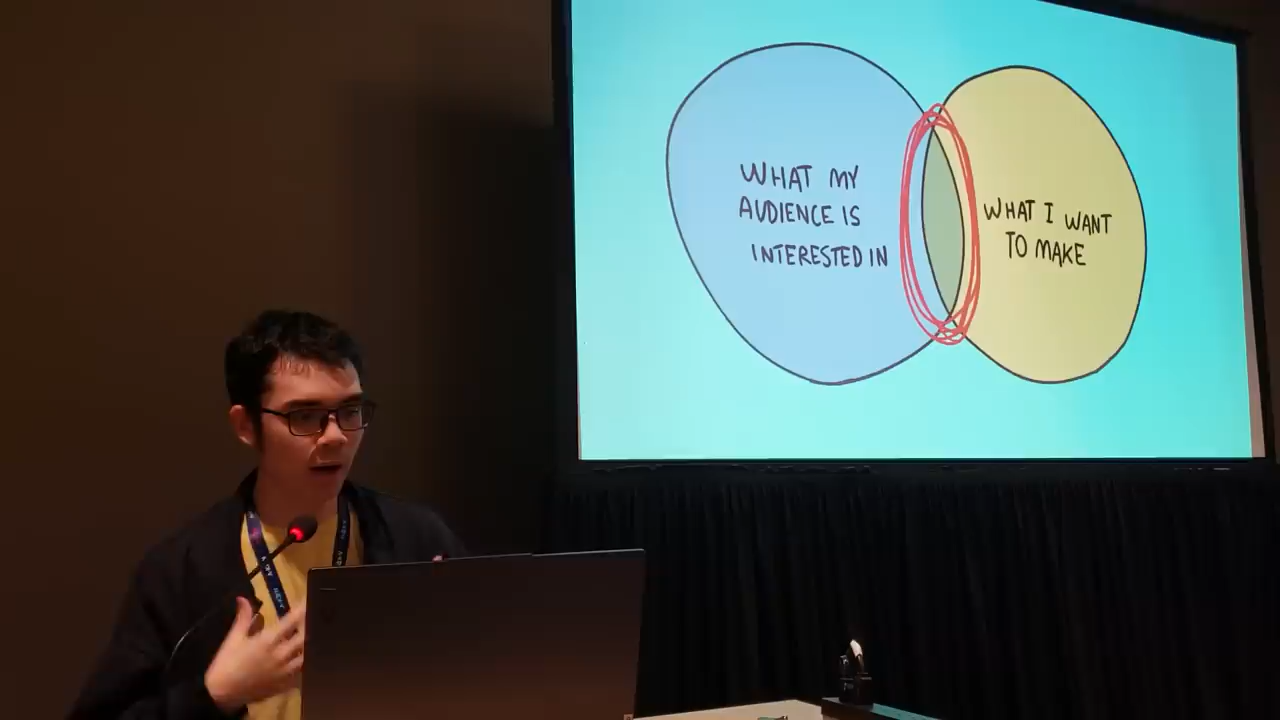 WHAT MY
AUDIENCE IS
INTERESTED IN
WHAT I WANT
TO MAKE